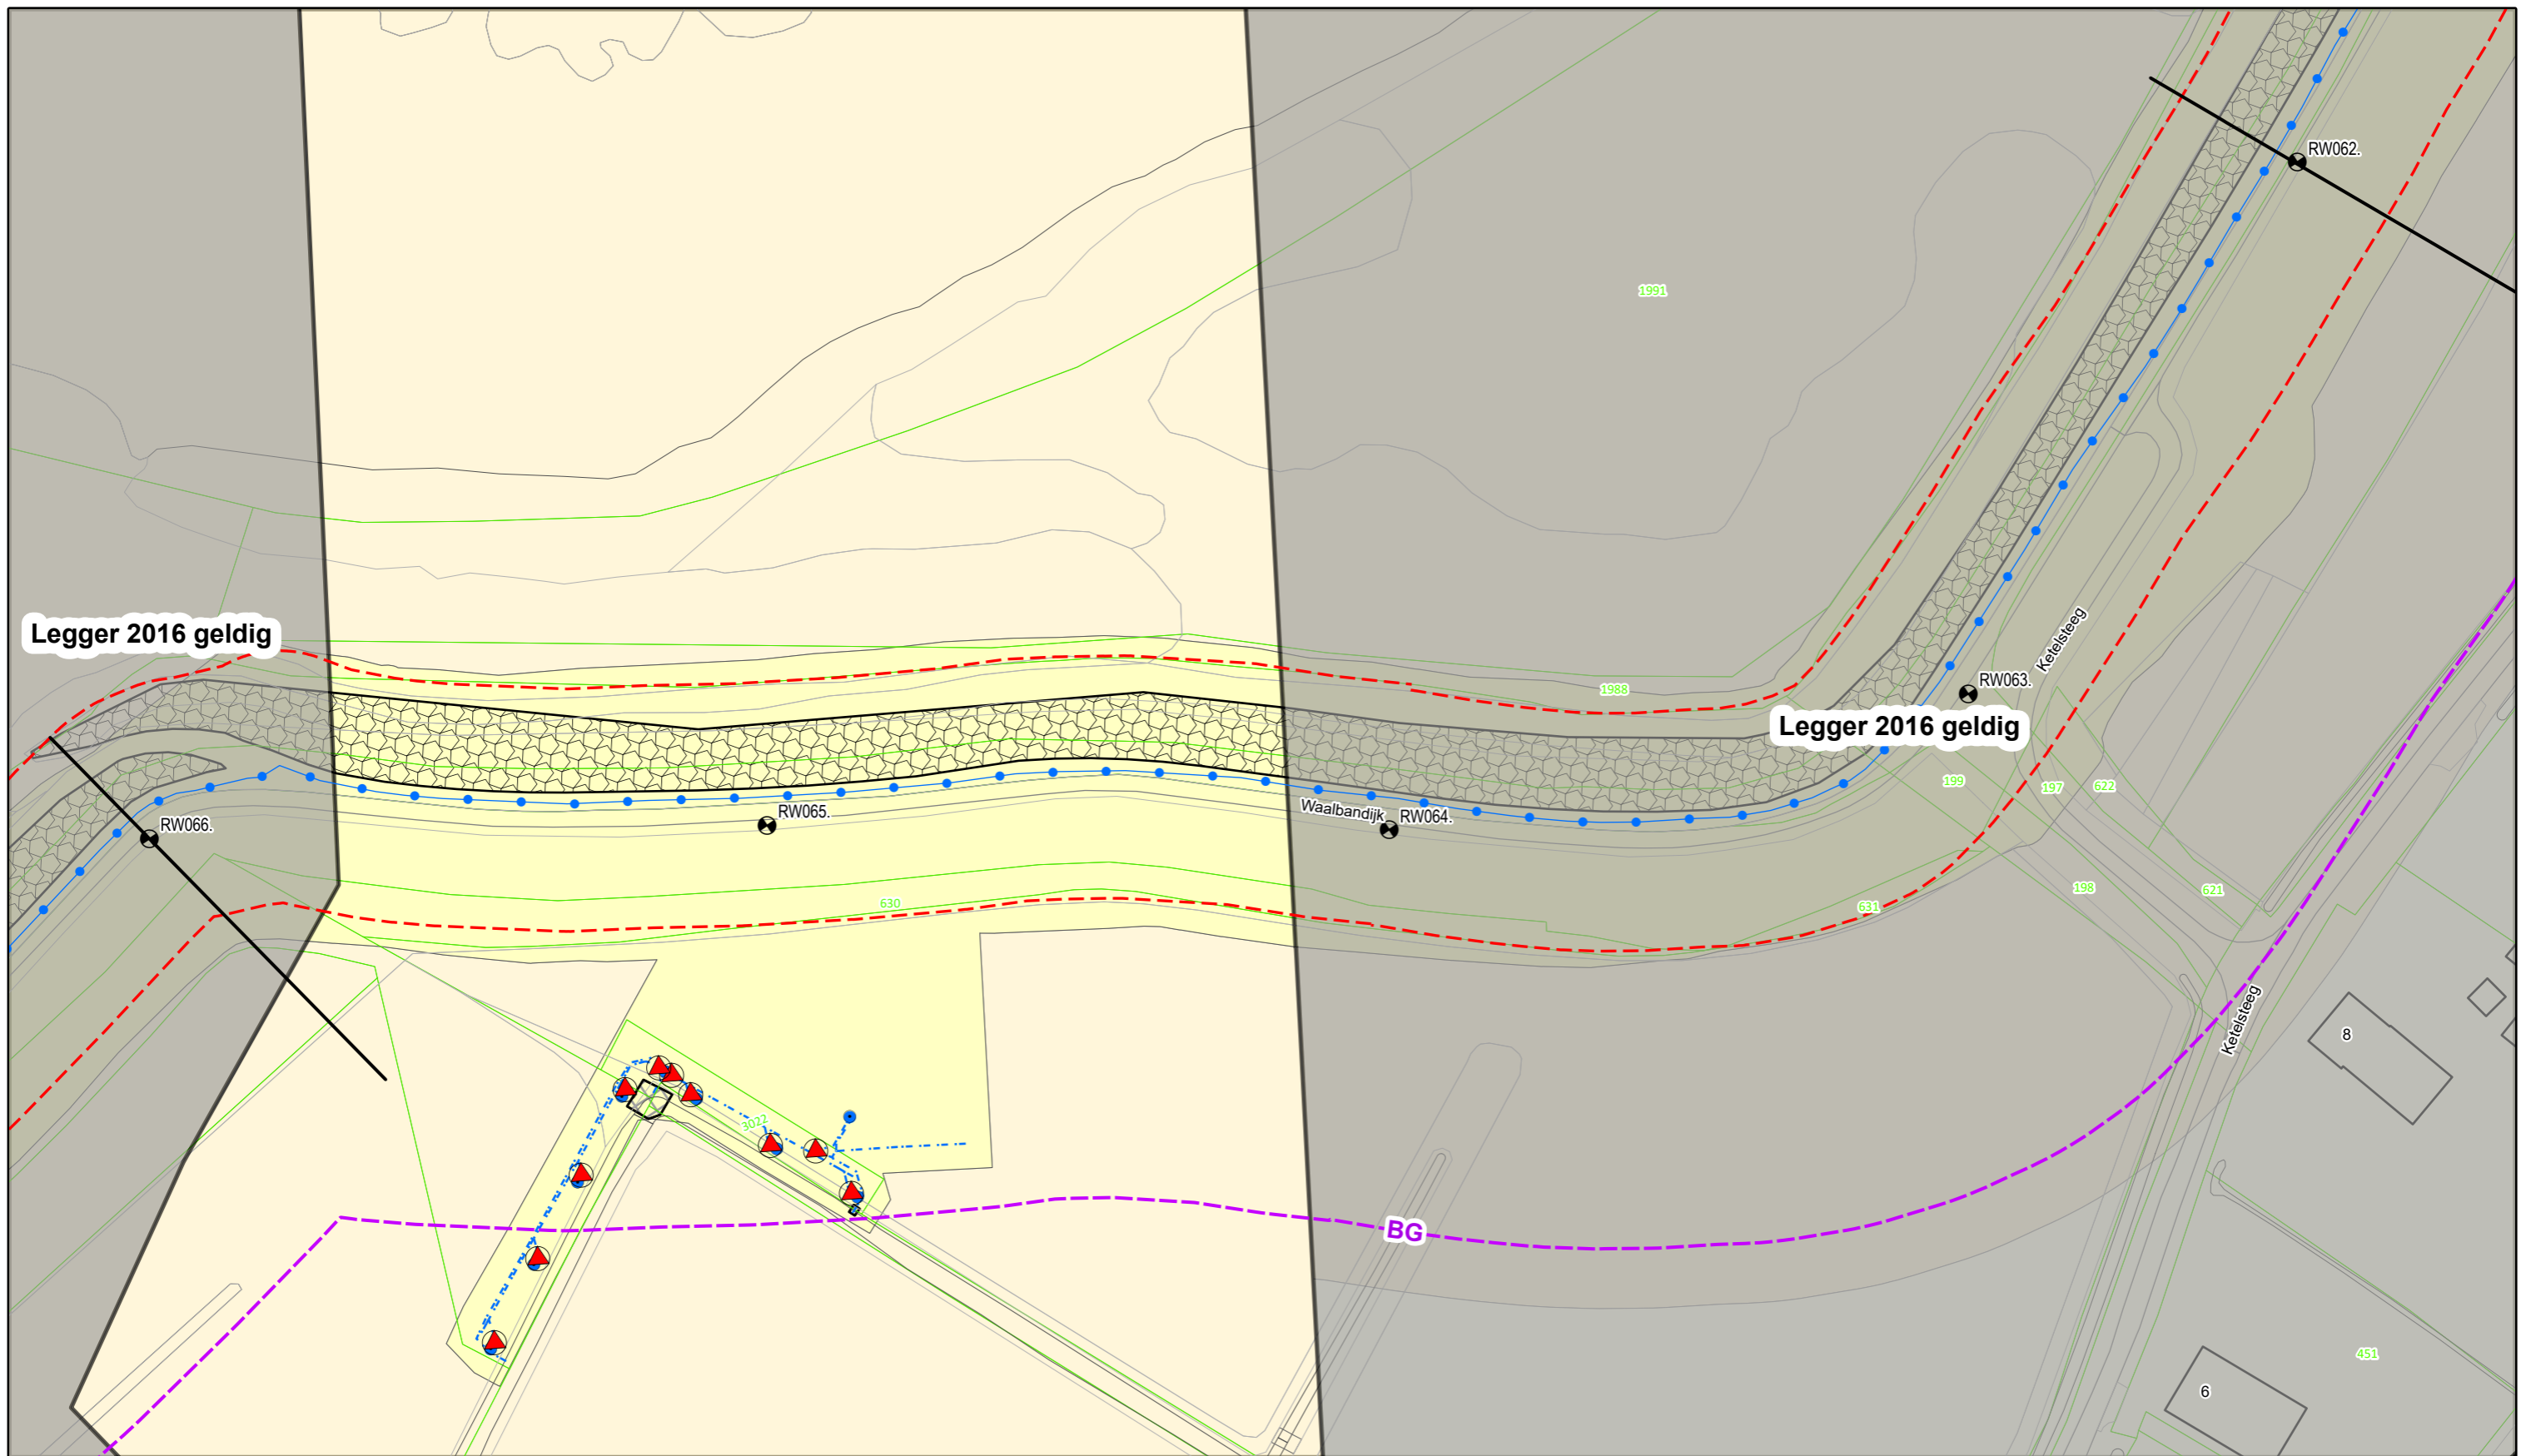 RW062.
1991
Ketelsteeg
Legger 2016 geldig
RW063.
1988
Legger 2016 geldig
199
197
622
Waalbandijk
RW064.
RW065.
RW066.
198
621
630
631
Ketelsteeg
8
3022
BG
451
6